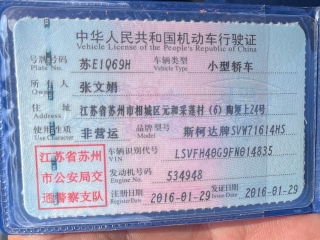 中华人民共和国机动车行驶证
Vehicle License of the People's Republic of China
号牌号码 苏E1Q69H 车辆类型 小型轿车
Plate No. Vehicle Type
所有人 张文娟
Owner
住址 江苏省苏州市相城区元和采莲村(6)陶埂上24号
Address
使用性质 非营运 品牌型号 斯柯达牌SVW71614HS
Use Character Model
江苏省苏州
市公安局交
通警察支队
车辆识别代号 LSVFH40G9FN014835
VIN
发动机号码 534948
Engine No.
注册日期 2016-01-29 发证日期 2016-01-29
Register Date Issue Date